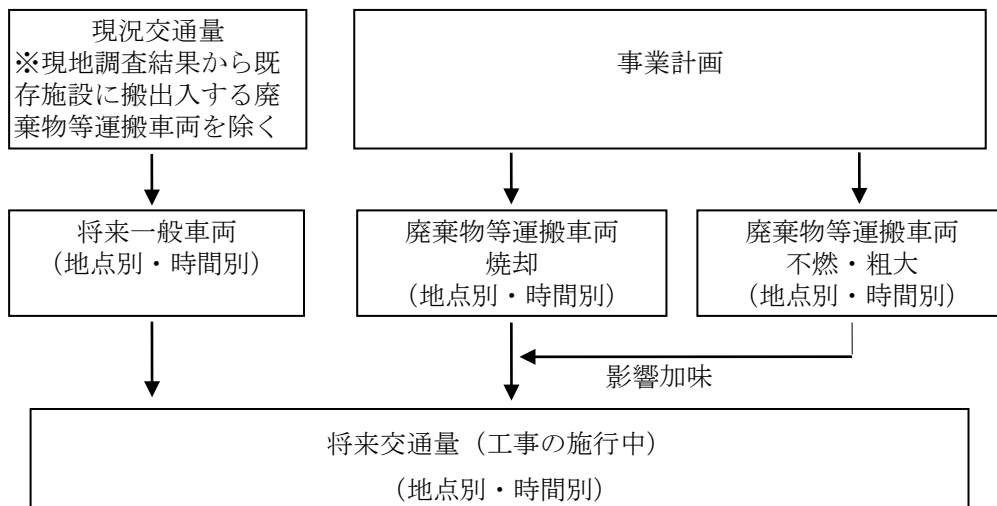 現況交通量
※現地調査結果から既
存施設に搬出入する廃
棄物等運搬車両を除く
事業計画
将来一般車両
（地点別・時間別）
廃棄物等運搬車両
焼却
（地点別・時間別）
廃棄物等運搬車両
不燃・粗大
（地点別・時間別）
影響加味
将来交通量（工事の施行中）
（地点別・時間別）